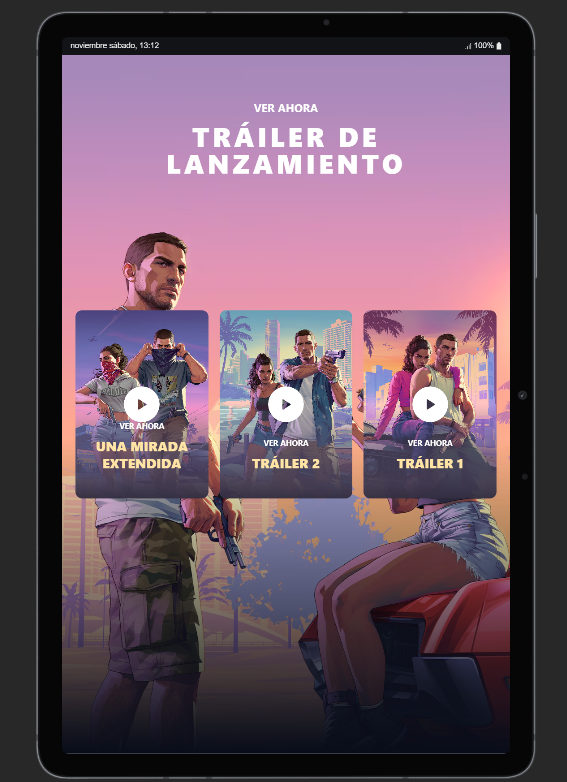 noviembre sábado, 13:12
100%
VER AHORA
TRÁILER DE
LANZAMIENTO
VER AHORA
UNA MIRADA
EXTENDIDA
VER AHORA
TRÁILER 2
VER AHORA
TRÁILER 1